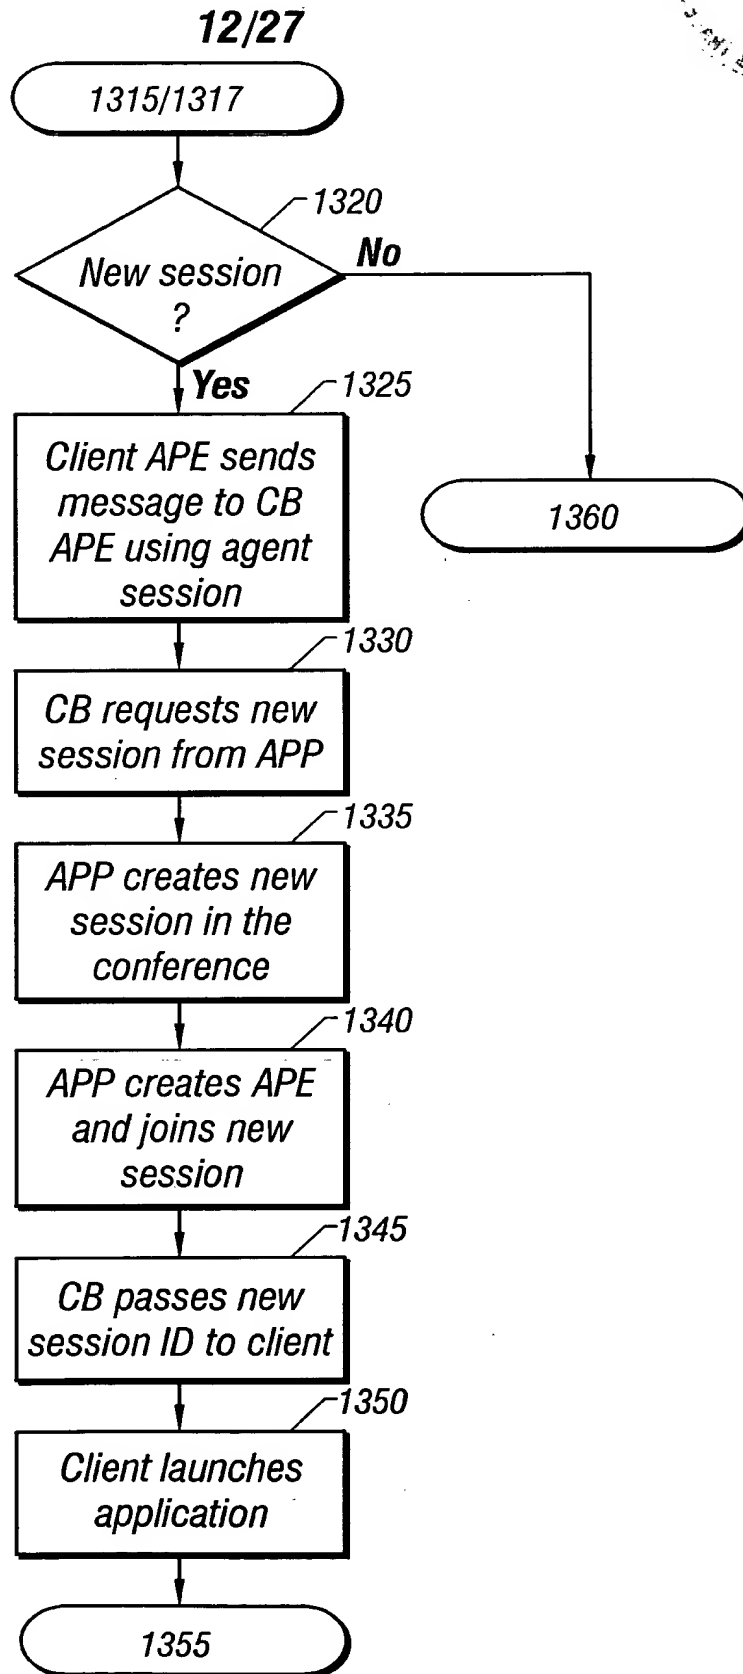 12/27
1315/1317
1320
New session
?
No
Yes
1325
Client APE sends
message to CB
APE using agent
session
1360
1330
CB requests new
session from APP
1335
APP creates new
session in the
conference
1340
APP creates APE
and joins new
session
1345
CB passes new
session ID to client
1350
Client launches
application
1355